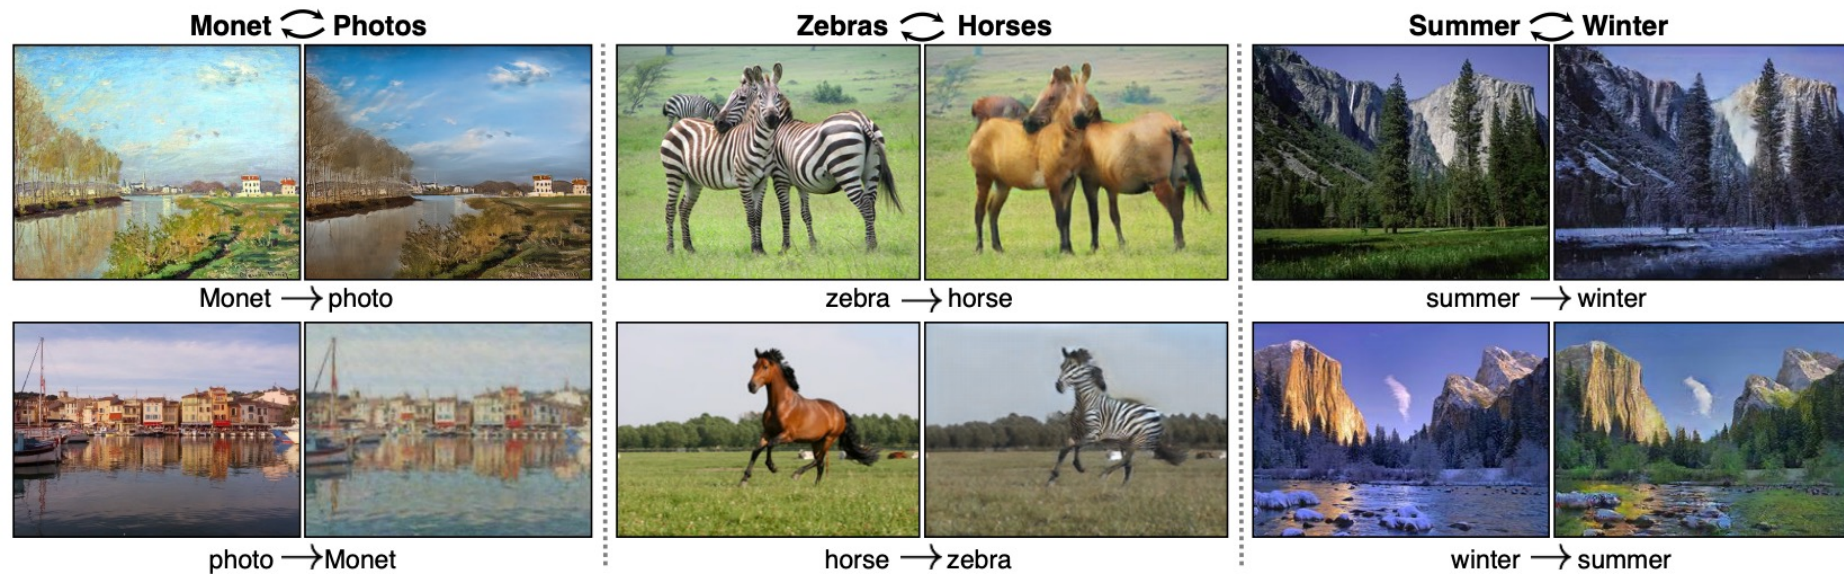 Monet Photos
Zebras Horses
Summer Winter
Monet → photo
zebra → horse
summer → winter
photo → Monet
horse → zebra
winter → summer